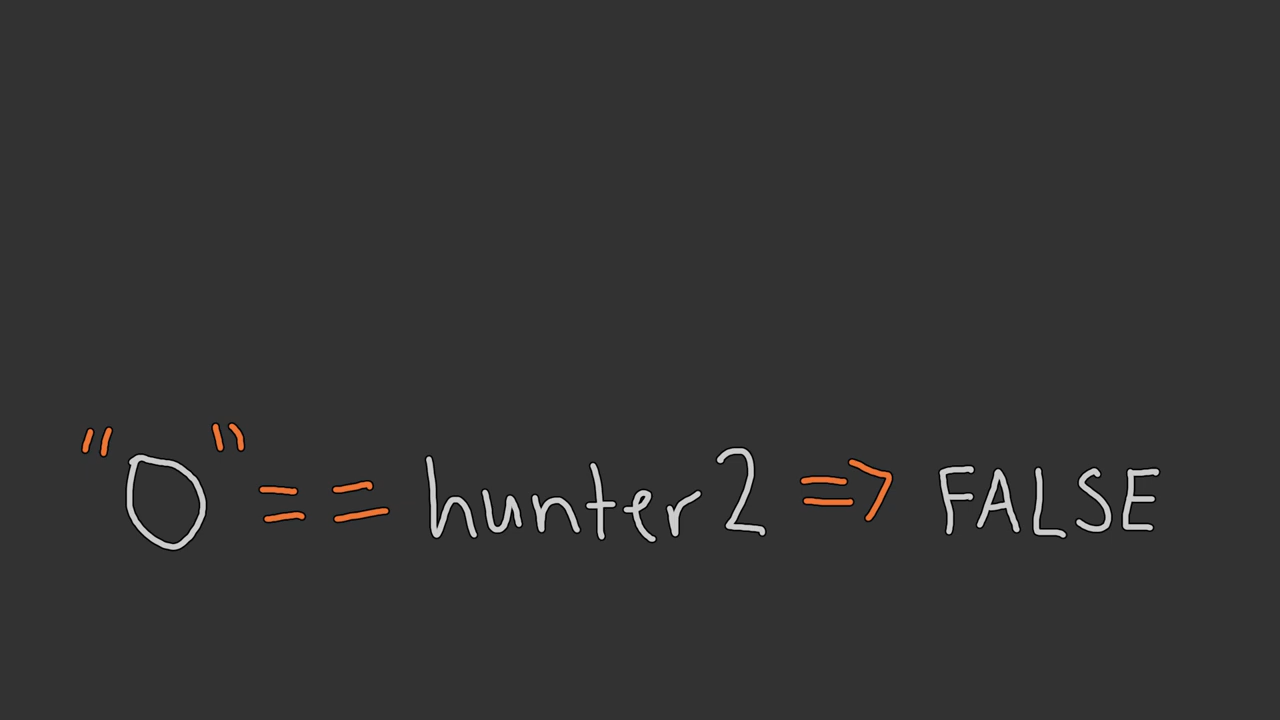 "0" == hunter2 => FALSE